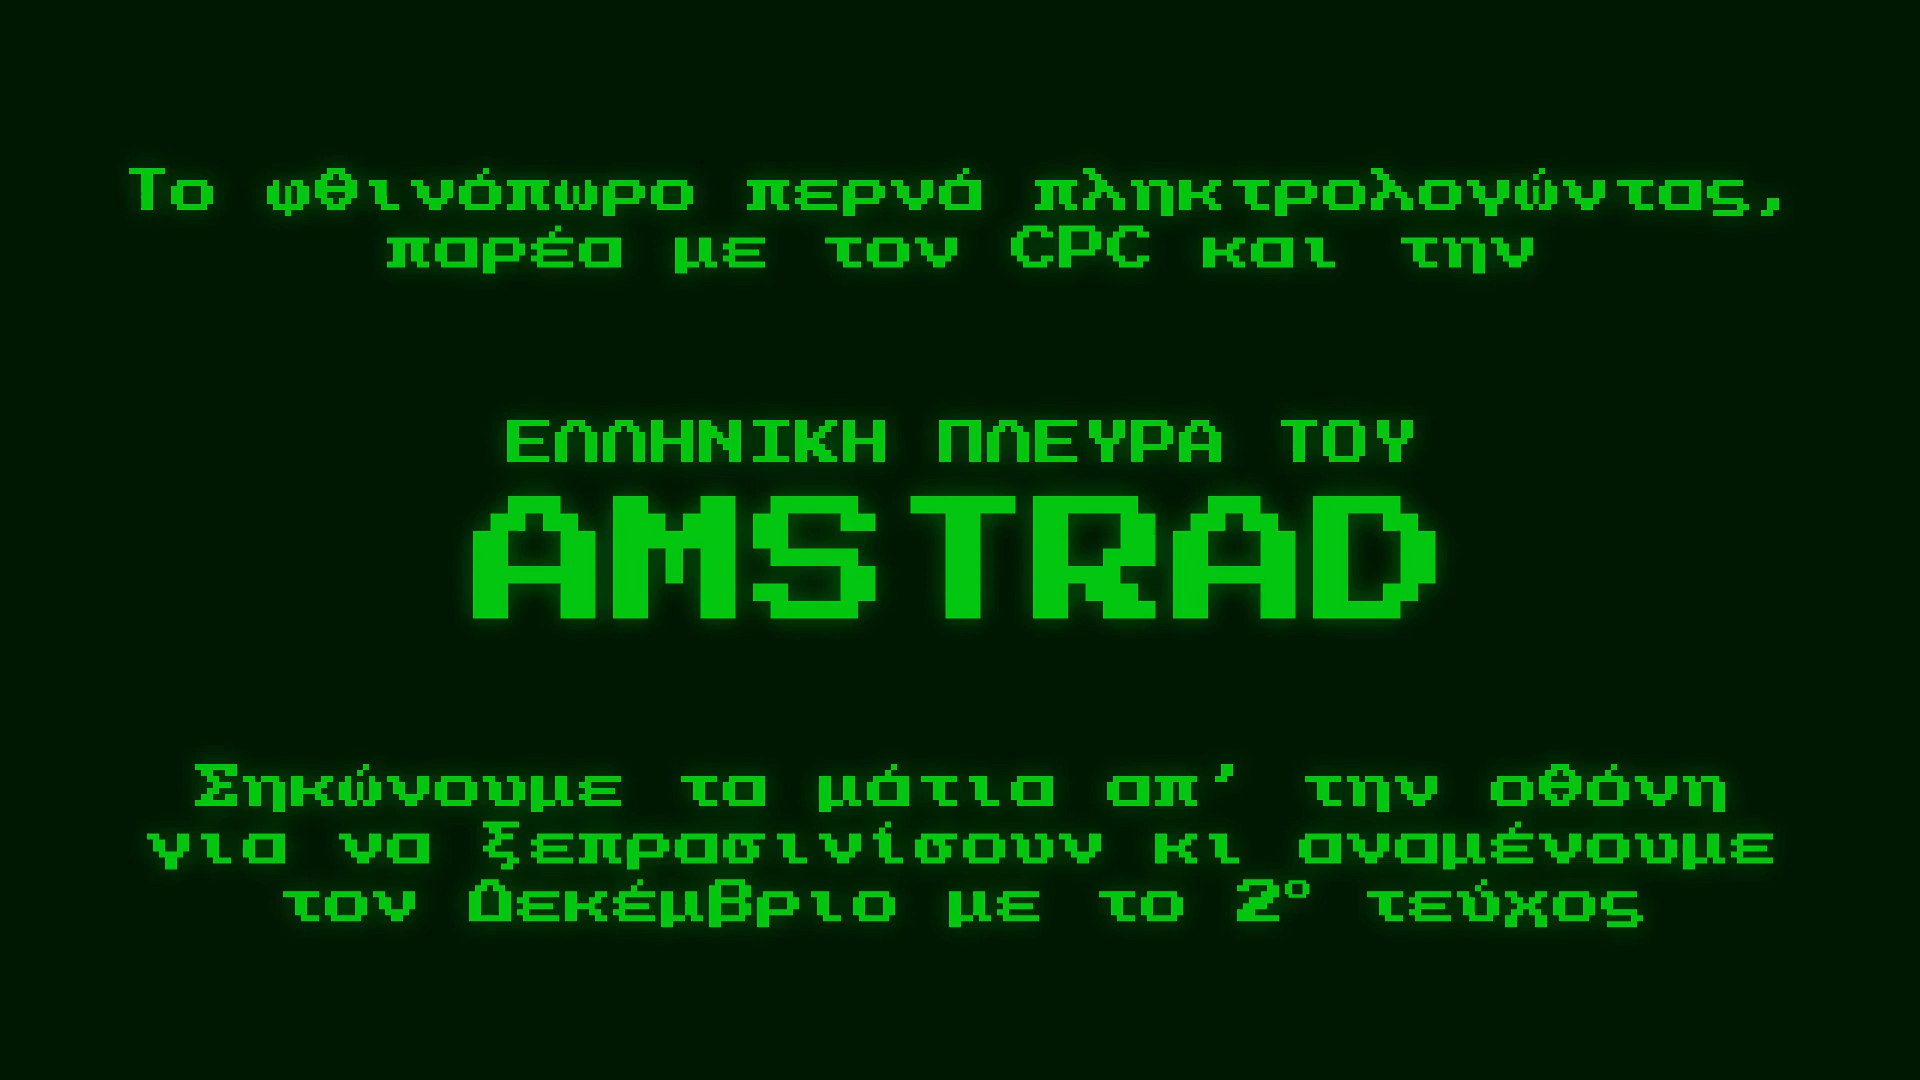 Το φθινόπωρο περνά πληκτρολογώντας,
παρέα με τον CPC και την
ΕΛΛΗΝΙΚΗ ΠΛΕΥΡΑ ΤΟΥ
AMSTRAD
Σηκώνουμε τα μάτια απ' την οθόνη
για να ξεπρασινίσουν κι αναμένουμε
τον Δεκέμβριο με το 2º τεύχος